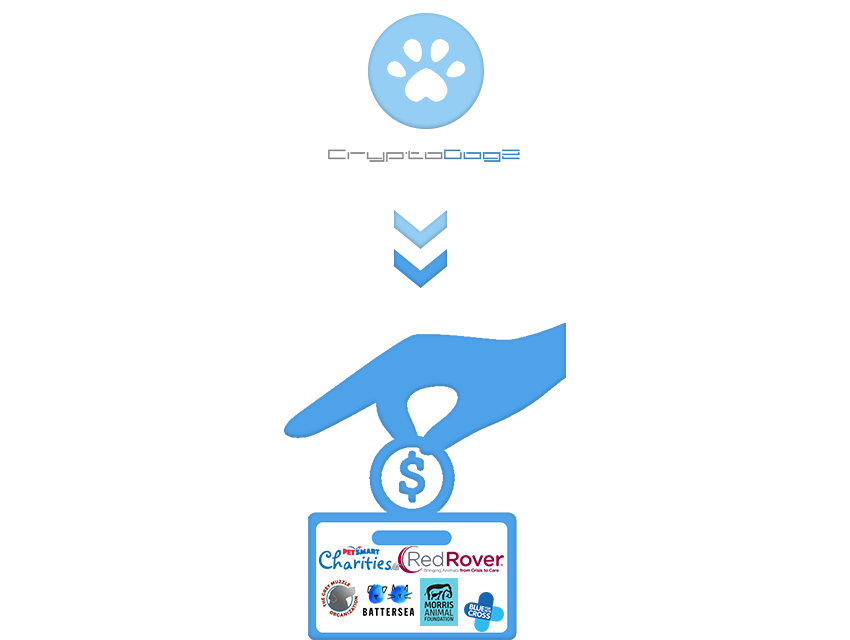 CryptoDogZ
$
PETSMART
Charities®
RedRover®
Bringing Animals from Crisis to Care
THE GREY MUZZLE ORGANIZATION
BATTERSEA
MORRIS
ANIMAL
FOUNDATION
BLUE
CROSS